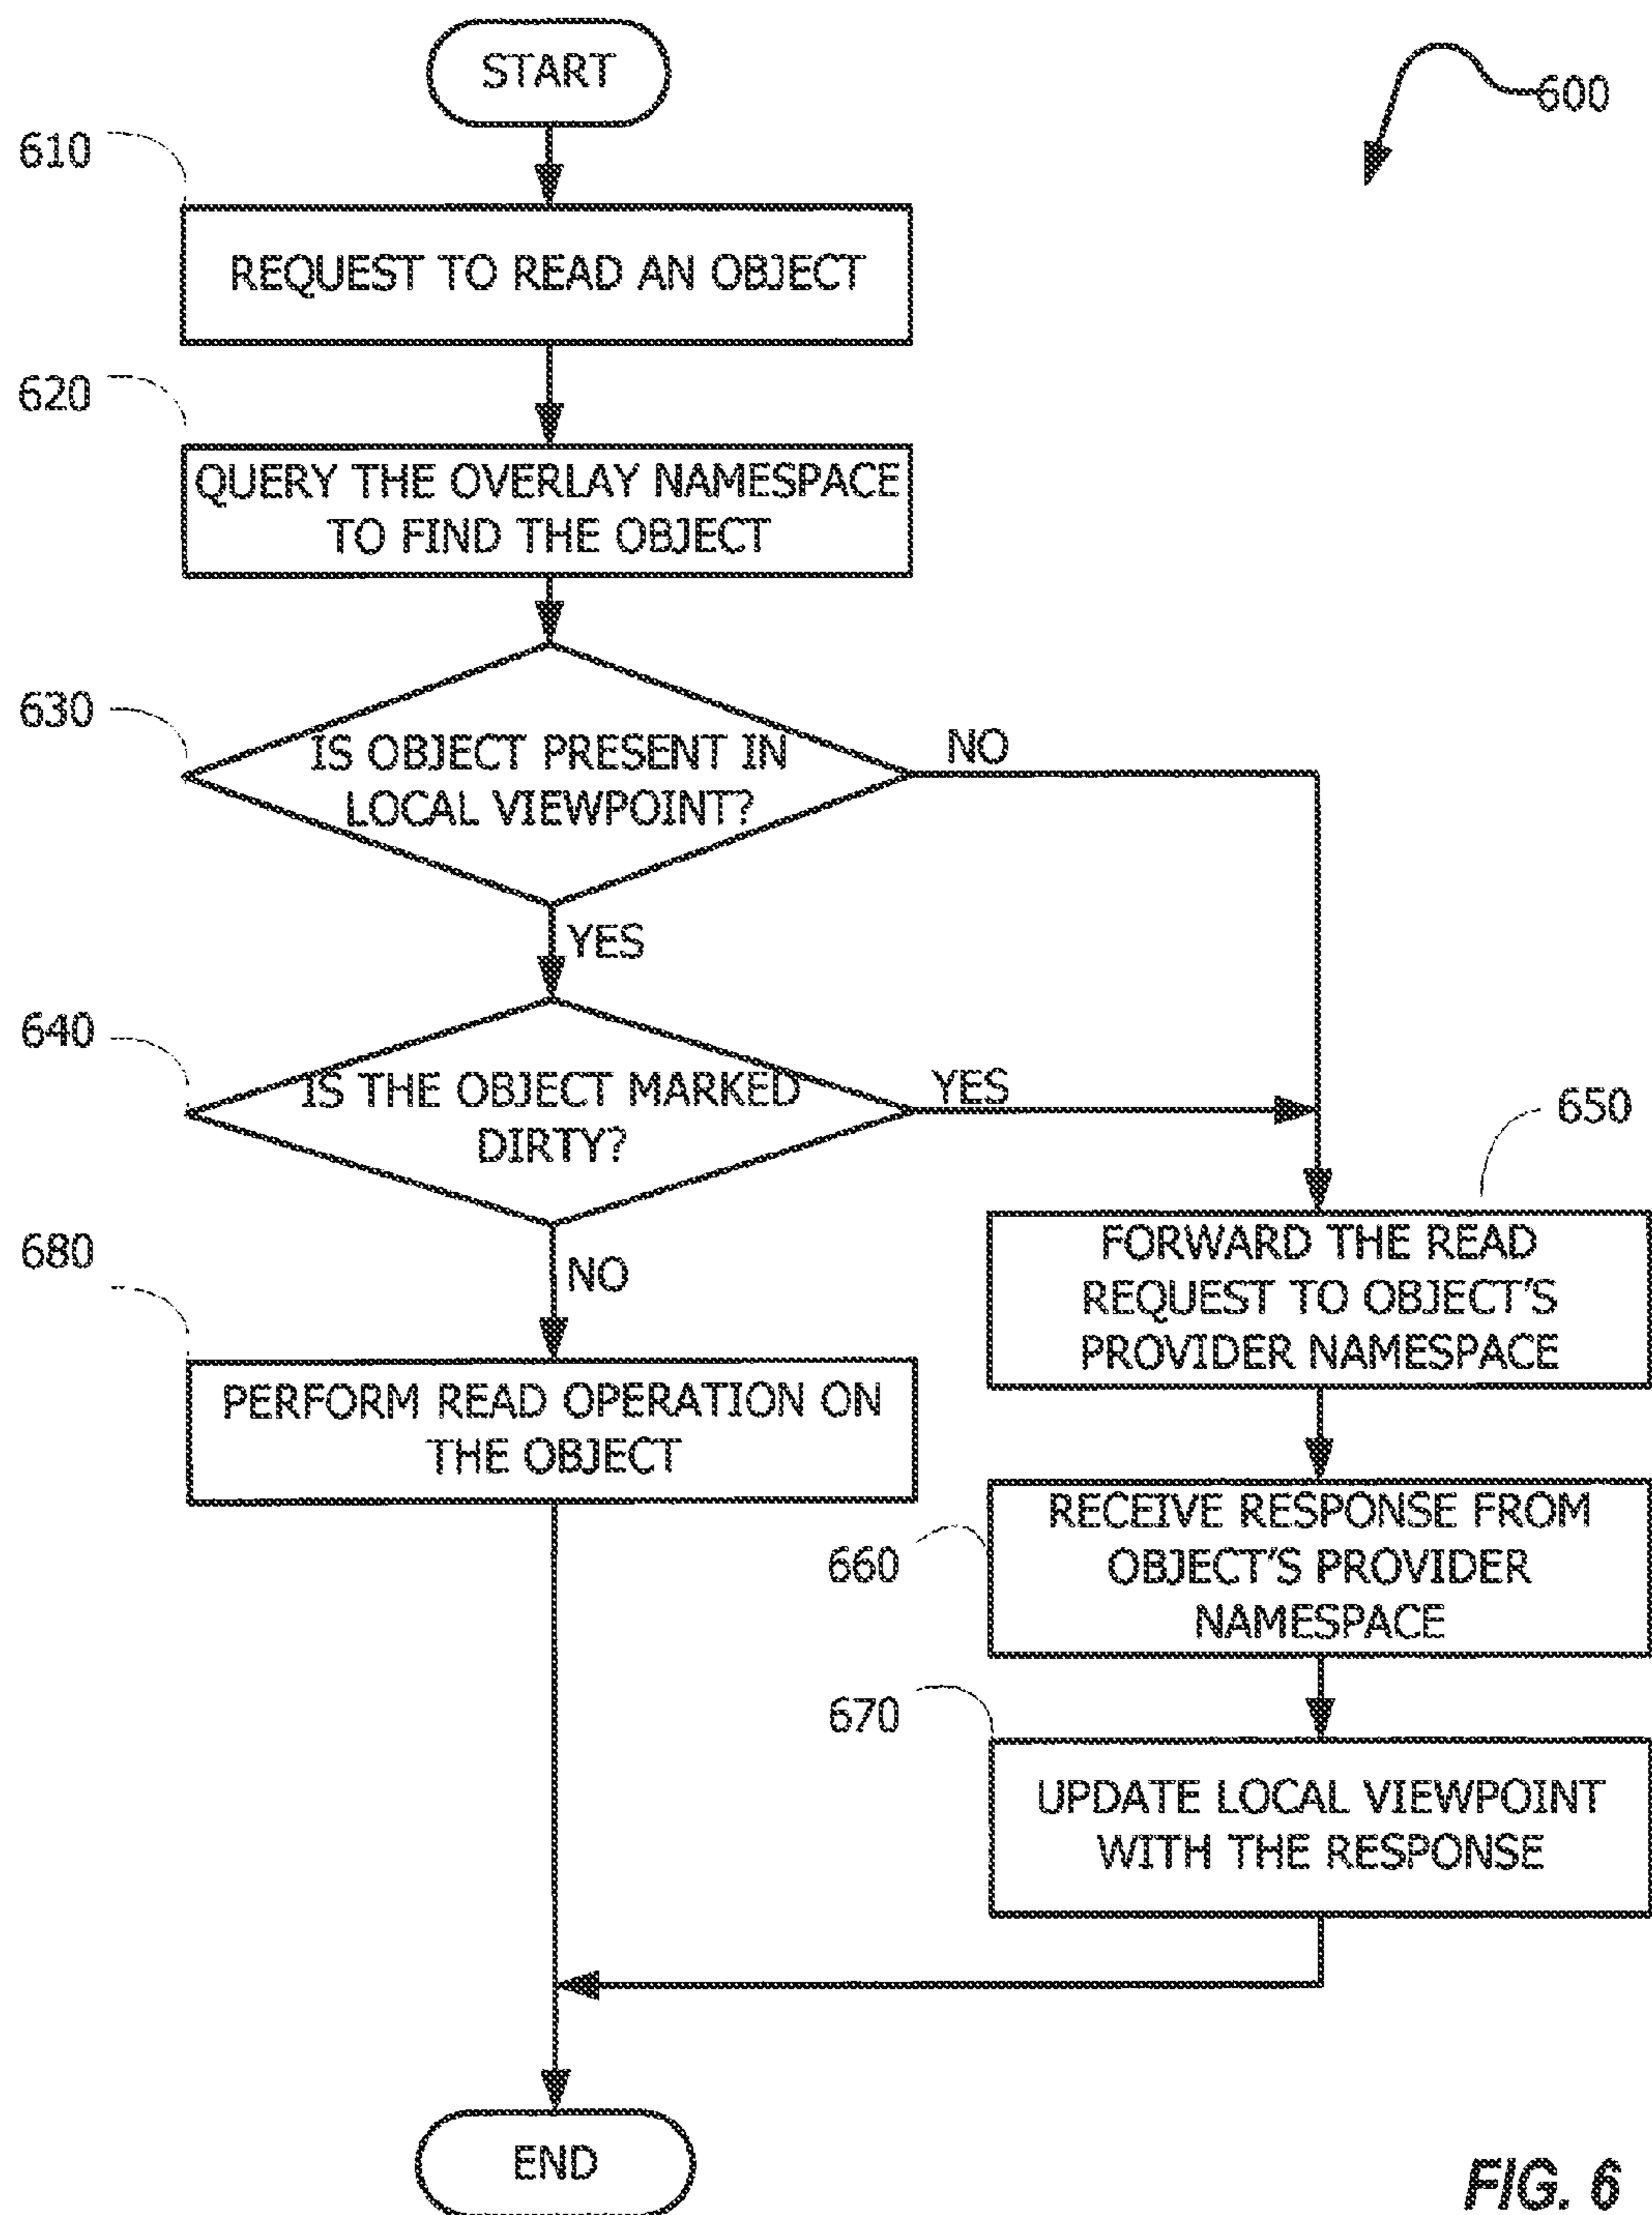 START
600
610
REQUEST TO READ AN OBJECT
620
QUERY THE OVERLAY NAMESPACE
TO FIND THE OBJECT
630
IS OBJECT PRESENT IN
LOCAL VIEWPOINT?
NO
YES
640
IS THE OBJECT MARKED
DIRTY?
YES
650
FORWARD THE READ
REQUEST TO OBJECT'S
PROVIDER NAMESPACE
NO
680
PERFORM READ OPERATION ON
THE OBJECT
660
RECEIVE RESPONSE FROM
OBJECT'S PROVIDER
NAMESPACE
670
UPDATE LOCAL VIEWPOINT
WITH THE RESPONSE
END
FIG. 6